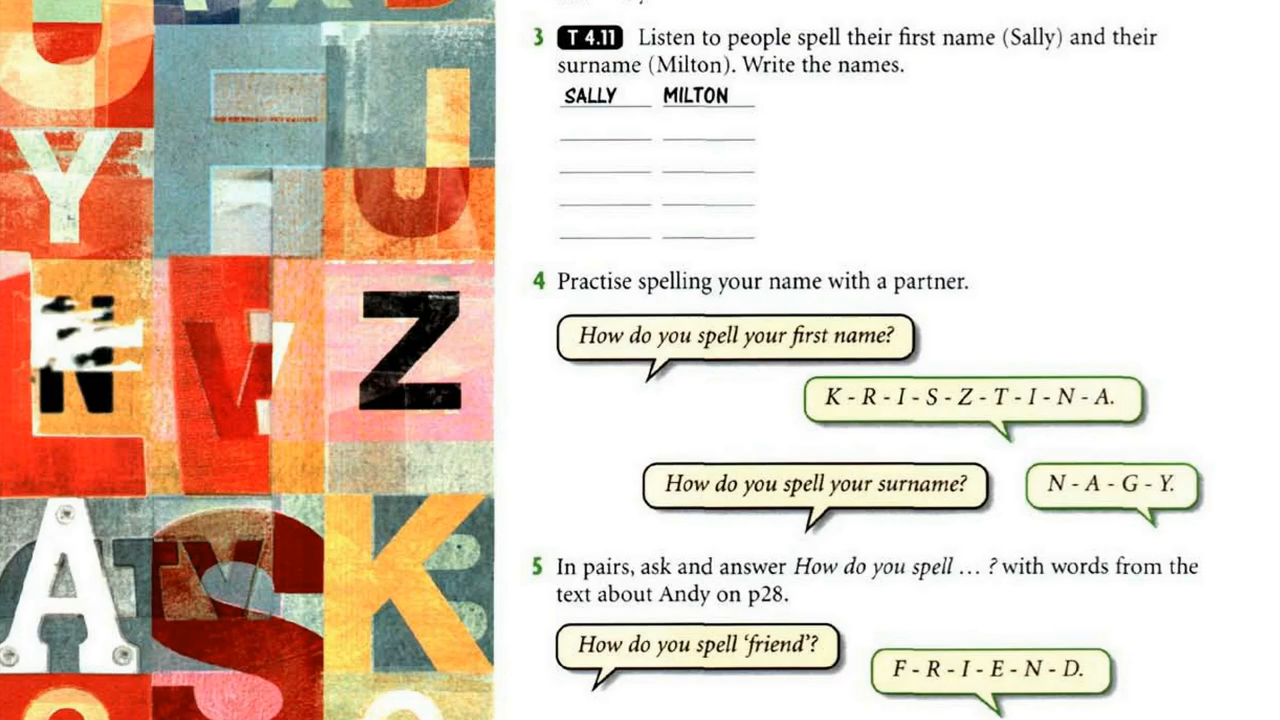 3 T 4.11 Listen to people spell their first name (Sally) and their
surname (Milton). Write the names.
SALLY MILTON
4 Practise spelling your name with a partner.
How do you spell your first name?
K - R - I - S - Z - T - I - N - A.
How do you spell your surname? N - A - G - Y.
5 In pairs, ask and answer How do you spell ... ? with words from the
text about Andy on p28.
How do you spell 'friend'?
F - R - I - E - N - D.
Y F J
U
N V Z
A TV S K